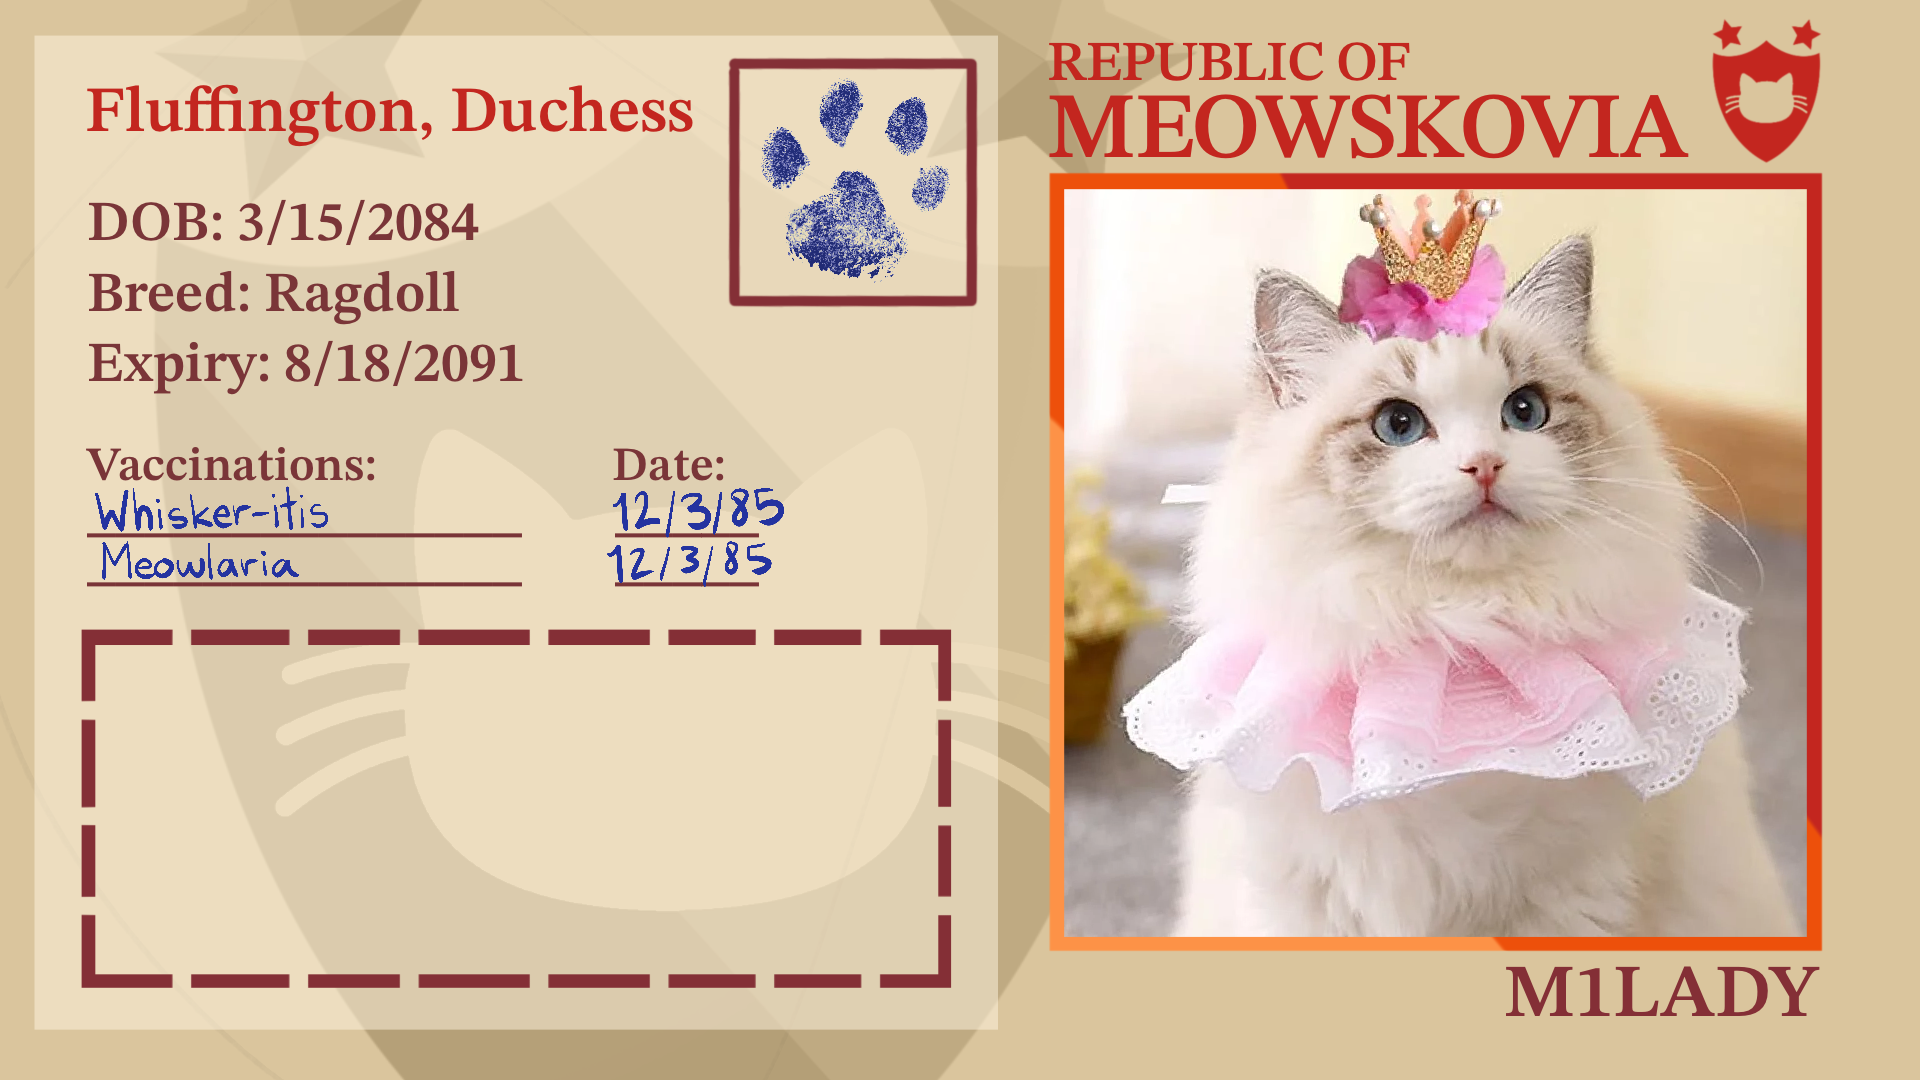 Fluffington, Duchess
DOB: 3/15/2084
Breed: Ragdoll
Expiry: 8/18/2091
Vaccinations: Date:
Whisker-itis 12/3/85
Meowlaria 12/3/85
REPUBLIC OF
MEOWSKOVIA
M1LADY